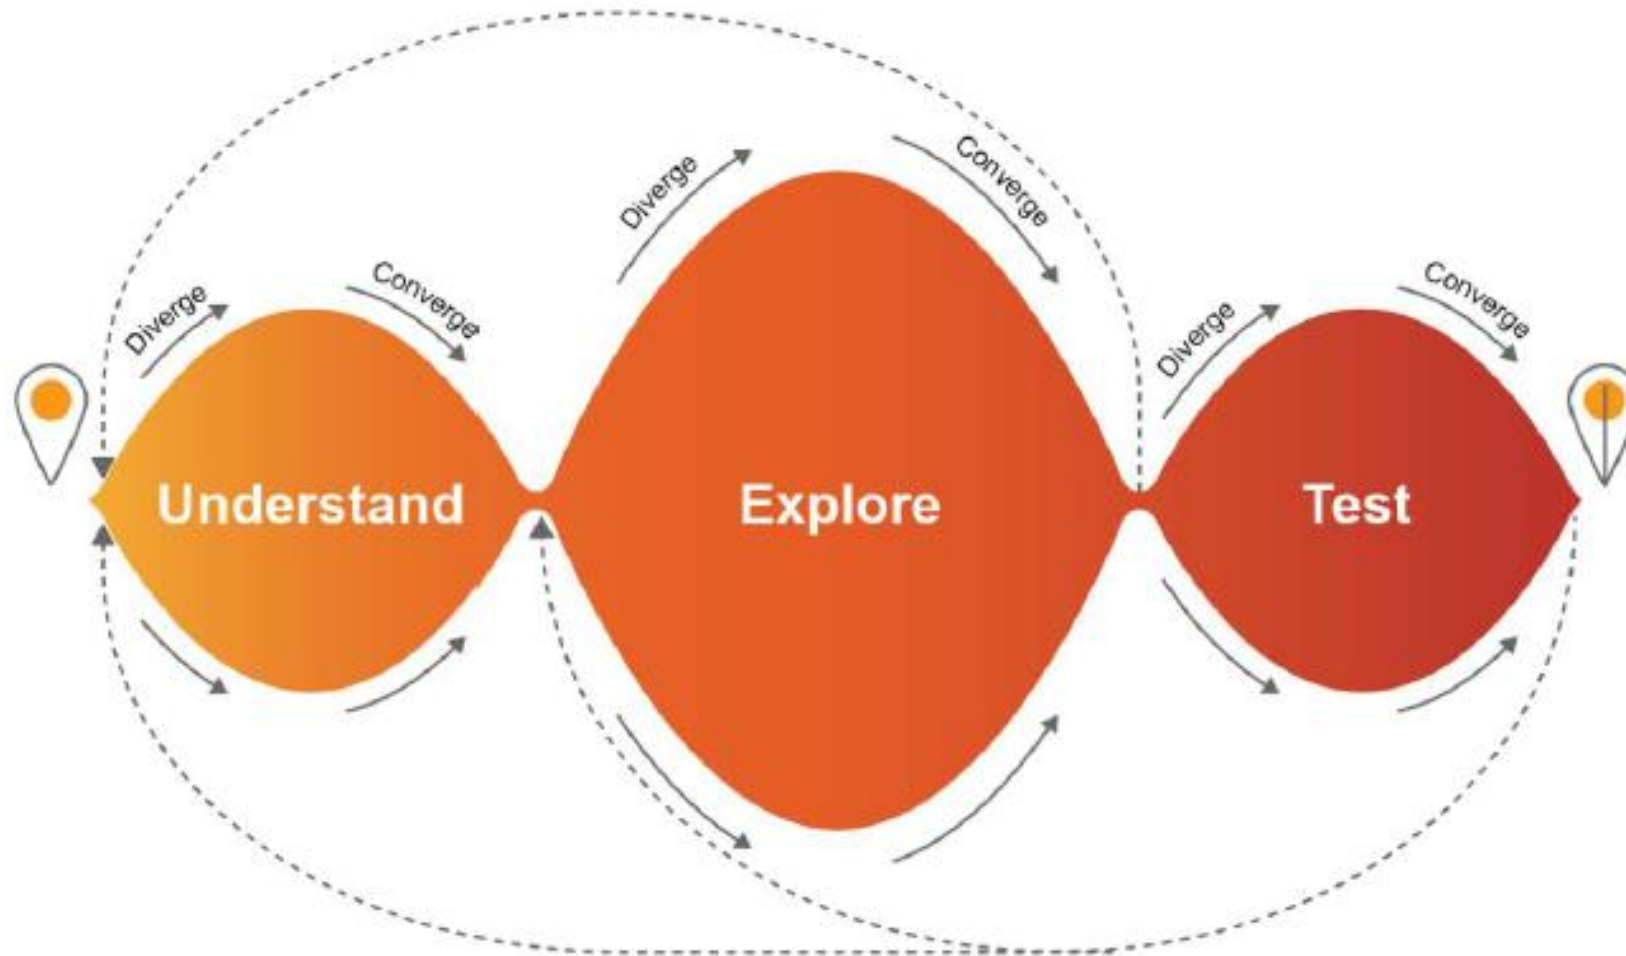 Diverge
Converge
Diverge
Converge
Diverge
Converge
Understand
Explore
Test